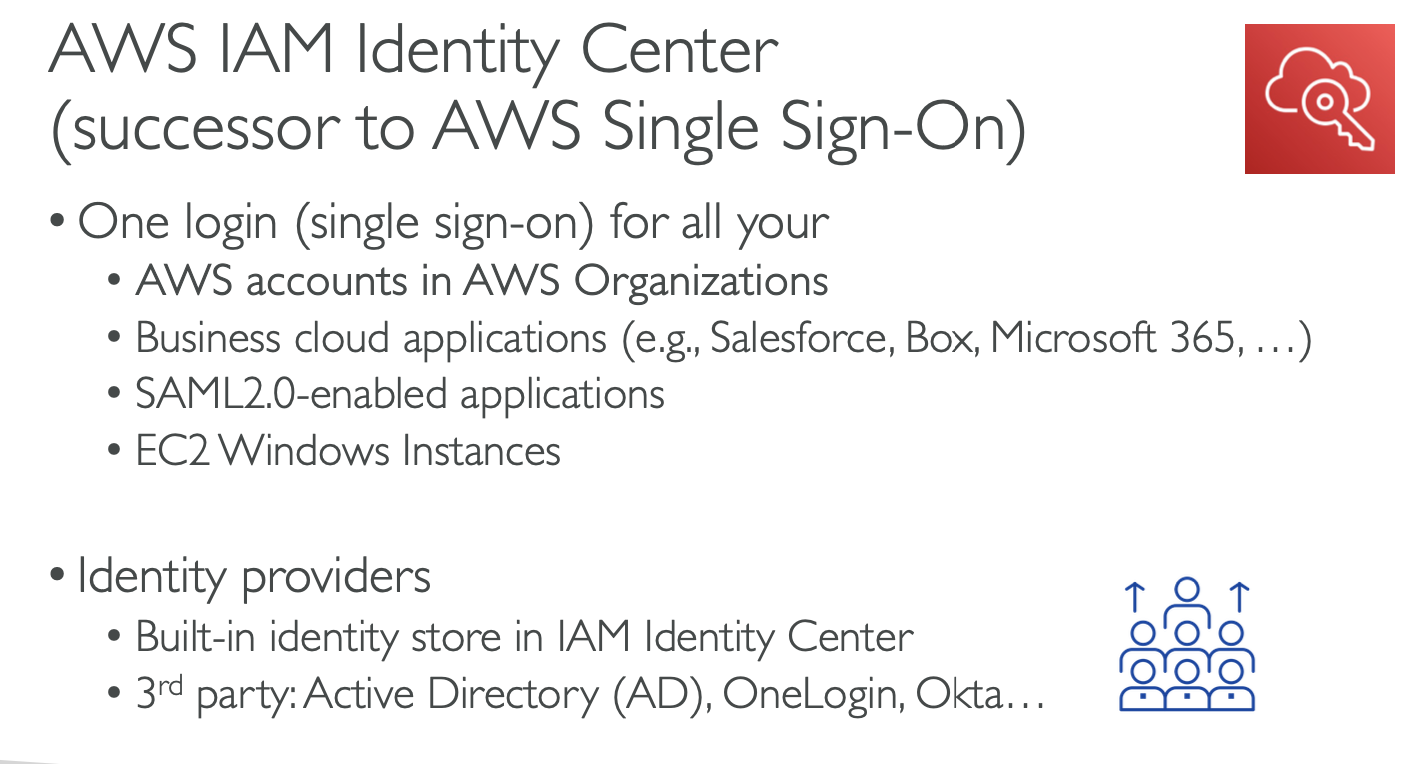 AWS IAM Identity Center
(successor to AWS Single Sign-On)
• One login (single sign-on) for all your
• AWS accounts in AWS Organizations
• Business cloud applications (e.g., Salesforce, Box, Microsoft 365, …)
• SAML2.0-enabled applications
• EC2 Windows Instances
• Identity providers
• Built-in identity store in IAM Identity Center
• 3rd party: Active Directory (AD), OneLogin, Okta…